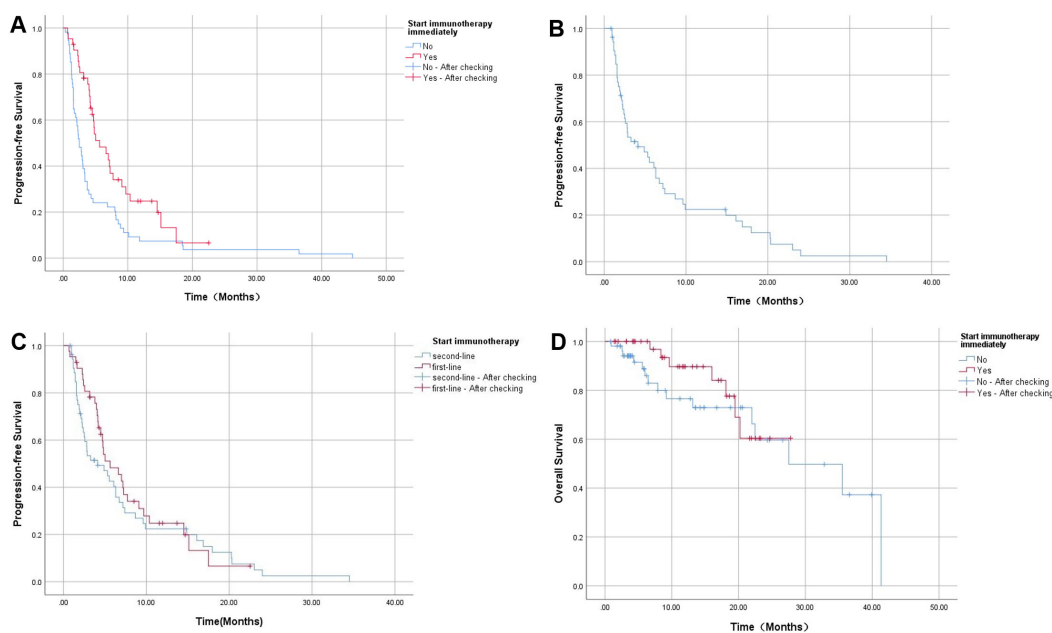 A
Progression-free Survival
1.0
0.8
0.6
0.4
0.2
0.0
.00 10.00 20.00 30.00 40.00 50.00
Time（Months）
Start immunotherapy
immediately
No
Yes
No - After checking
Yes - After checking
B
Progression-free Survival
1.0
0.8
0.6
0.4
0.2
0.0
.00 10.00 20.00 30.00 40.00
Time（Months）
C
Progression-free Survival
1.0
0.8
0.6
0.4
0.2
0.0
.00 10.00 20.00 30.00 40.00
Time(Months)
Start immunotherapy
second-line
first-line
second-line - After checking
first-line - After checking
D
Overall Survival
1.0
0.8
0.6
0.4
0.2
0.0
.00 10.00 20.00 30.00 40.00 50.00
Time（Months）
Start immunotherapy
immediately
No
Yes
No - After checking
Yes - After checking